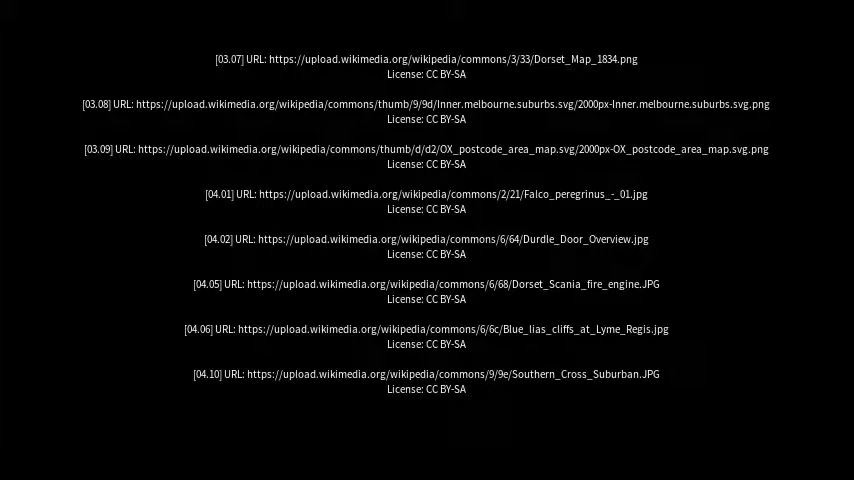 [03.07] URL: https://upload.wikimedia.org/wikipedia/commons/3/33/Dorset_Map_1834.png
License: CC BY-SA
[03.08] URL: https://upload.wikimedia.org/wikipedia/commons/thumb/9/9d/Inner.melbourne.suburbs.svg/2000px-Inner.melbourne.suburbs.svg.png
License: CC BY-SA
[03.09] URL: https://upload.wikimedia.org/wikipedia/commons/thumb/d/d2/OX_postcode_area_map.svg/2000px-OX_postcode_area_map.svg.png
License: CC BY-SA
[04.01] URL: https://upload.wikimedia.org/wikipedia/commons/2/21/Falco_peregrinus_-_01.jpg
License: CC BY-SA
[04.02] URL: https://upload.wikimedia.org/wikipedia/commons/6/64/Durdle_Door_Overview.jpg
License: CC BY-SA
[04.05] URL: https://upload.wikimedia.org/wikipedia/commons/6/68/Dorset_Scania_fire_engine.JPG
License: CC BY-SA
[04.06] URL: https://upload.wikimedia.org/wikipedia/commons/6/6c/Blue_lias_cliffs_at_Lyme_Regis.jpg
License: CC BY-SA
[04.10] URL: https://upload.wikimedia.org/wikipedia/commons/9/9e/Southern_Cross_Suburban.JPG
License: CC BY-SA